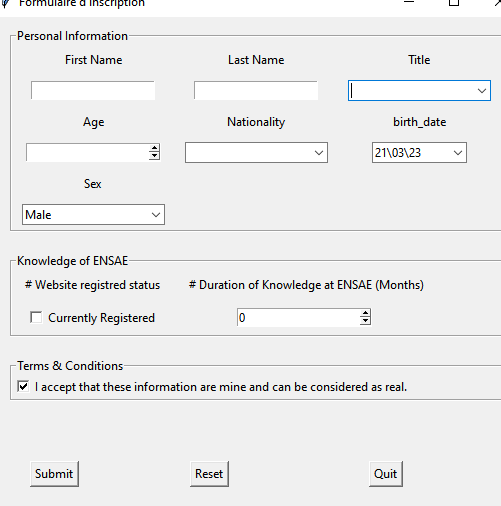 Formulaire d'inscription
Personal Information
First Name Last Name Title
Age Nationality birth_date
21\03\23
Sex
Male
Knowledge of ENSAE
# Website registred status # Duration of Knowledge at ENSAE (Months)
Currently Registered 0
Terms & Conditions
I accept that these information are mine and can be considered as real.
Submit Reset Quit